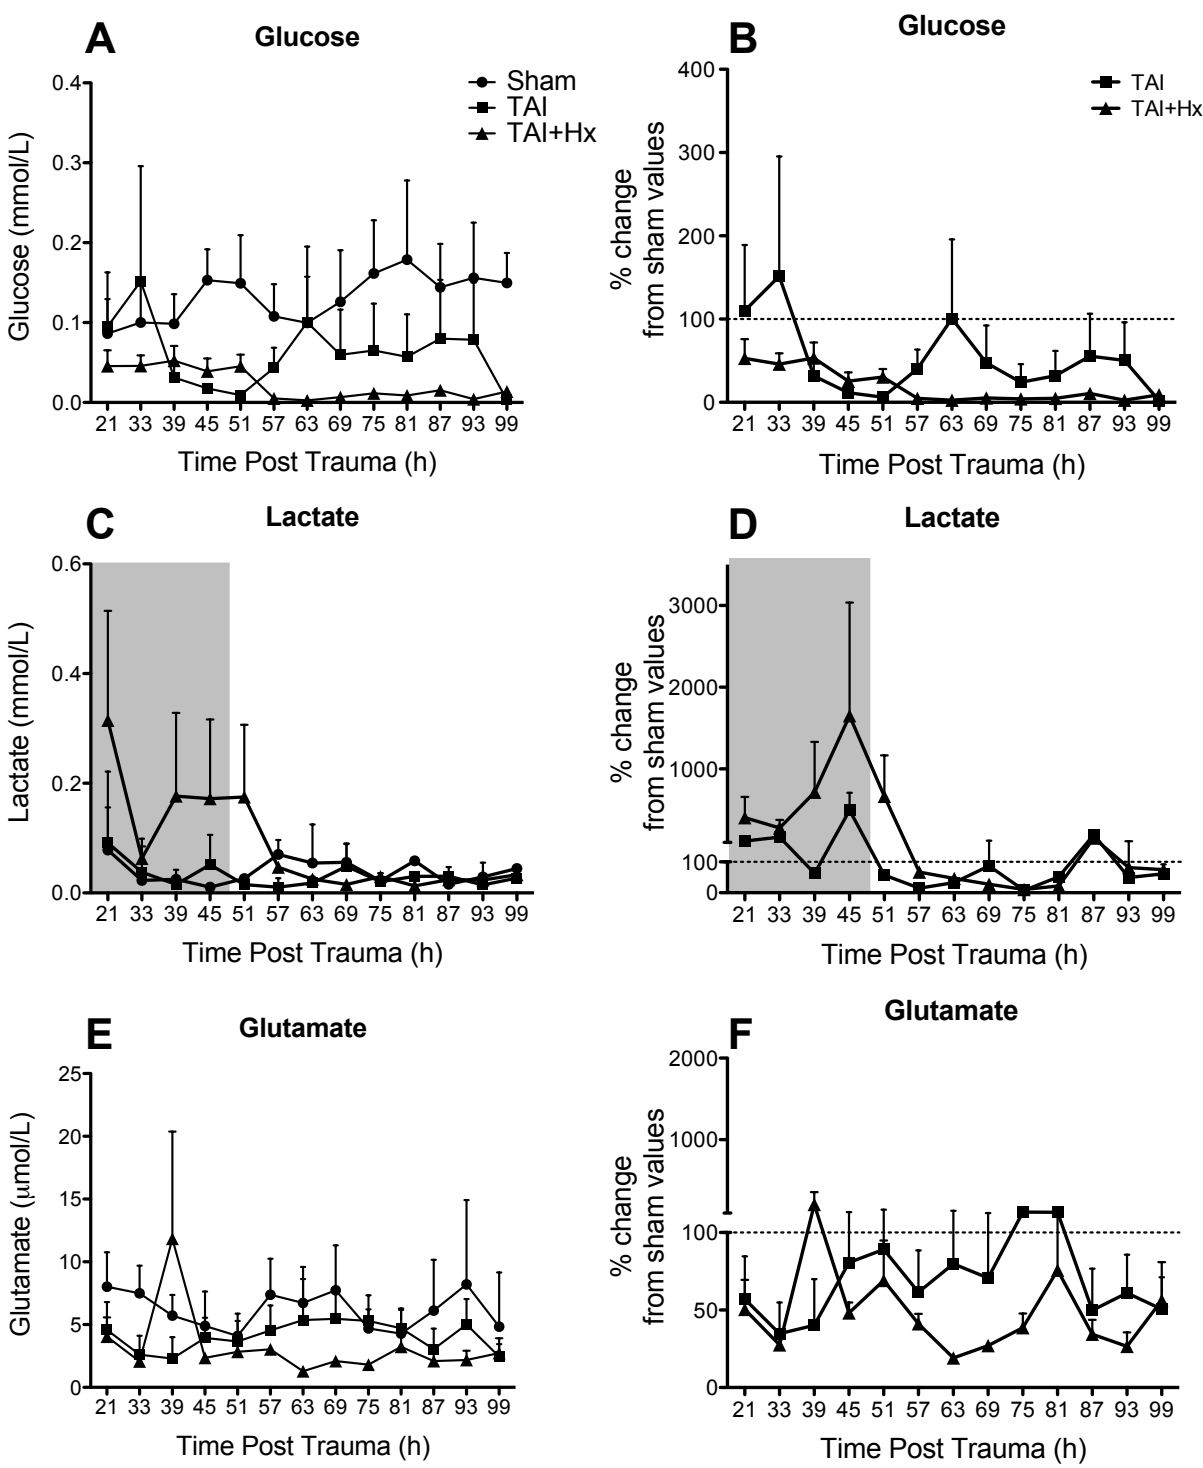 A
Glucose
0.4
0.3
0.2
0.1
0.0
Glucose (mmol/L)
Sham
TAI
TAI+Hx
21 33 39 45 51 57 63 69 75 81 87 93 99
Time Post Trauma (h)
B
Glucose
400
300
200
100
0
% change
from sham values
TAI
TAI+Hx
21 33 39 45 51 57 63 69 75 81 87 93 99
Time Post Trauma (h)
C
Lactate
0.6
0.4
0.2
0.0
Lactate (mmol/L)
21 33 39 45 51 57 63 69 75 81 87 93 99
Time Post Trauma (h)
D
Lactate
3000
2000
1000
100
0
% change
from sham values
21 33 39 45 51 57 63 69 75 81 87 93 99
Time Post Trauma (h)
E
Glutamate
25
20
15
10
5
0
Glutamate (μmol/L)
21 33 39 45 51 57 63 69 75 81 87 93 99
Time Post Trauma (h)
F
Glutamate
2000
1000
100
50
0
% change
from sham values
21 33 39 45 51 57 63 69 75 81 87 93 99
Time Post Trauma (h)